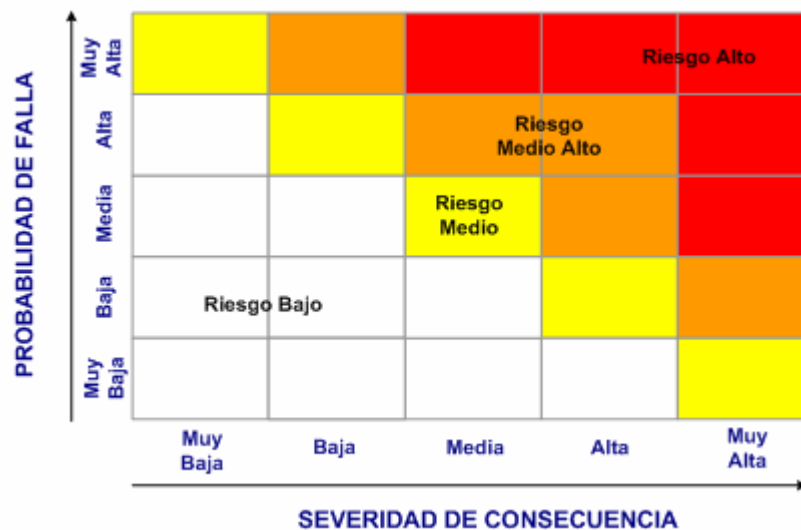 PROBABILIDAD DE FALLA
Muy
Alta
Riesgo Alto
Alta
Riesgo
Medio Alto
Media
Riesgo
Medio
Baja
Riesgo Bajo
Muy
Baja
Muy
Baja
Baja
Media
Alta
Muy
Alta
SEVERIDAD DE CONSECUENCIA